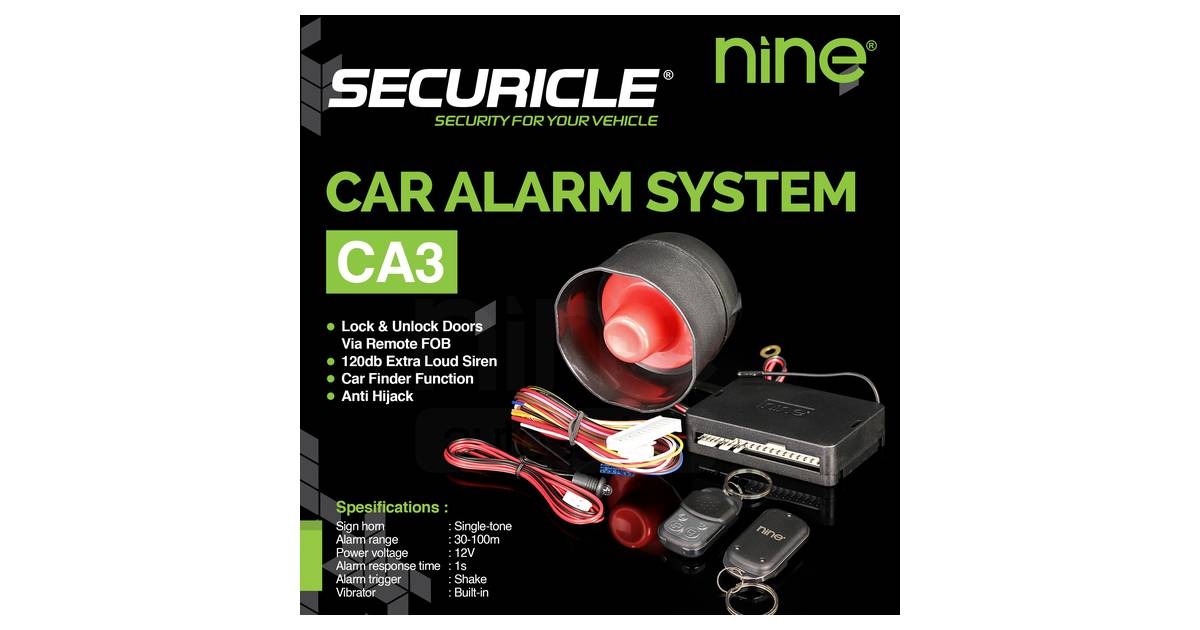 nine®
SECURICLE®
SECURITY FOR YOUR VEHICLE
CAR ALARM SYSTEM
CA3
Lock & Unlock Doors
Via Remote FOB
120db Extra Loud Siren
Car Finder Function
Anti Hijack
nine
nine
Spesifications :
Sign horn : Single-tone
Alarm range : 30-100m
Power voltage : 12V
Alarm response time : 1s
Alarm trigger : Shake
Vibrator : Built-in
nine